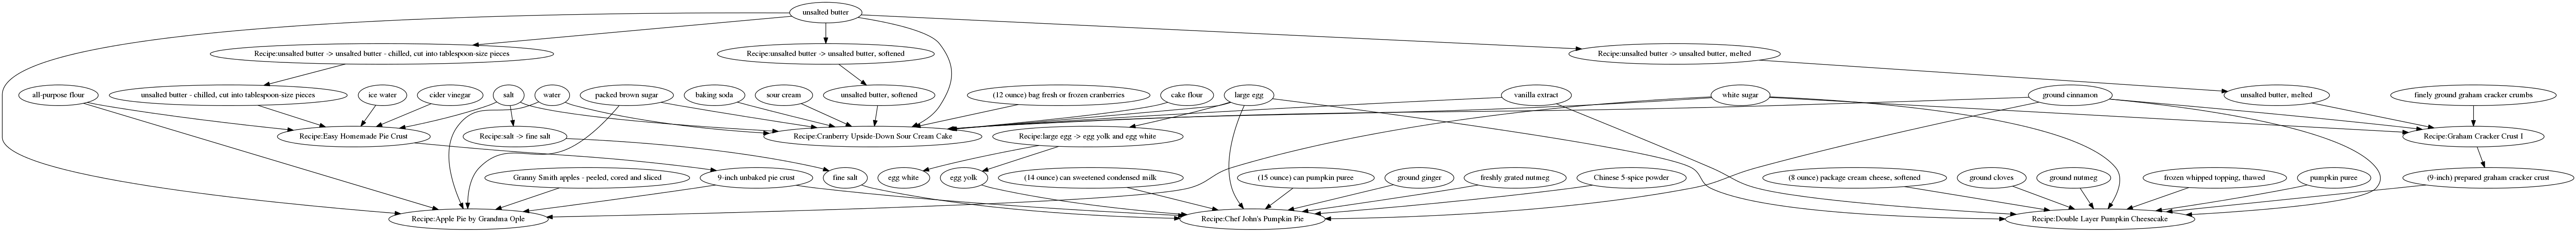 unsalted butter
Recipe:unsalted butter -> unsalted butter - chilled, cut into tablespoon-size pieces
Recipe:unsalted butter -> unsalted butter, softened
Recipe:unsalted butter -> unsalted butter, melted
all-purpose flour
unsalted butter - chilled, cut into tablespoon-size pieces
ice water
cider vinegar
salt
water
packed brown sugar
baking soda
sour cream
unsalted butter, softened
(12 ounce) bag fresh or frozen cranberries
cake flour
large egg
vanilla extract
white sugar
ground cinnamon
unsalted butter, melted
finely ground graham cracker crumbs
Recipe:Easy Homemade Pie Crust
Recipe:salt -> fine salt
Recipe:Cranberry Upside-Down Sour Cream Cake
Recipe:large egg -> egg yolk and egg white
Recipe:Graham Cracker Crust I
Granny Smith apples - peeled, cored and sliced
9-inch unbaked pie crust
fine salt
egg white
egg yolk
(14 ounce) can sweetened condensed milk
(15 ounce) can pumpkin puree
ground ginger
freshly grated nutmeg
Chinese 5-spice powder
(8 ounce) package cream cheese, softened
ground cloves
ground nutmeg
frozen whipped topping, thawed
pumpkin puree
(9-inch) prepared graham cracker crust
Recipe:Apple Pie by Grandma Ople
Recipe:Chef John's Pumpkin Pie
Recipe:Double Layer Pumpkin Cheesecake